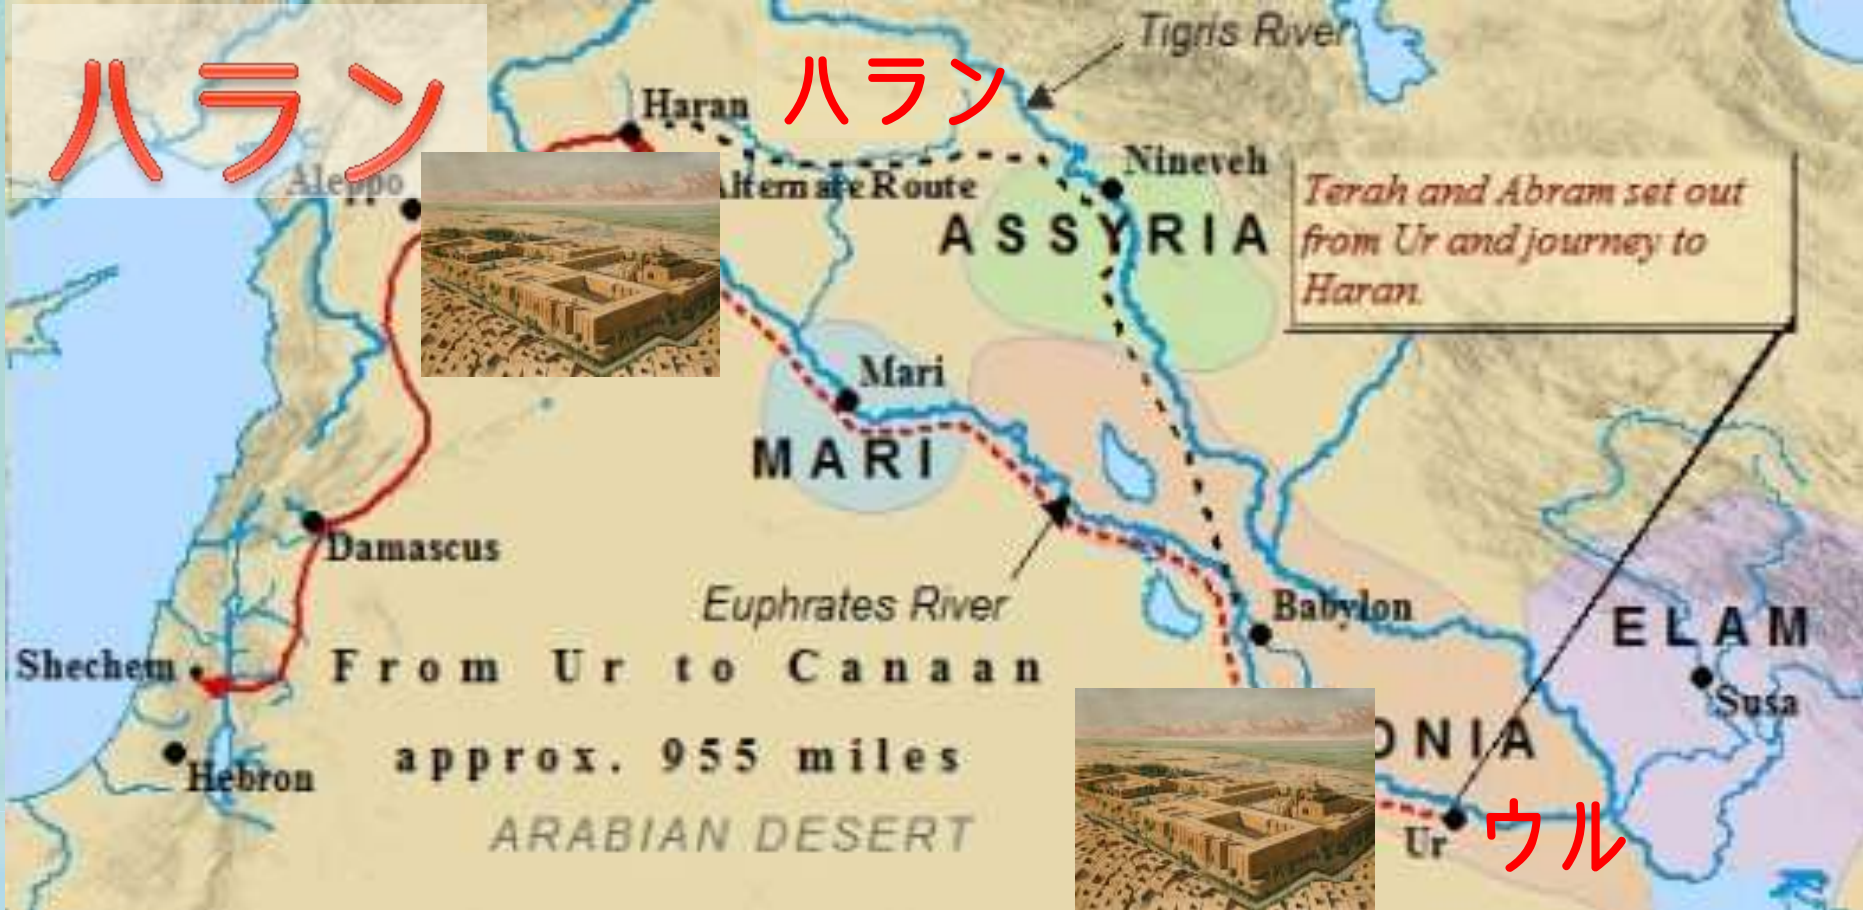 ハラン
Tigris River
ハラン
Haran
Nineveh
Aleppo
Alternate Route
Terah and Abram set out
from Ur and journey to
Haran.
ASSYRIA
Mari
MARI
Damascus
Euphrates River
Babylon
ELAM
Shechem
From Ur to Canaan
Susa
approx. 955 miles
ONIA
Hebron
ARABIAN DESERT
Ur
ウル